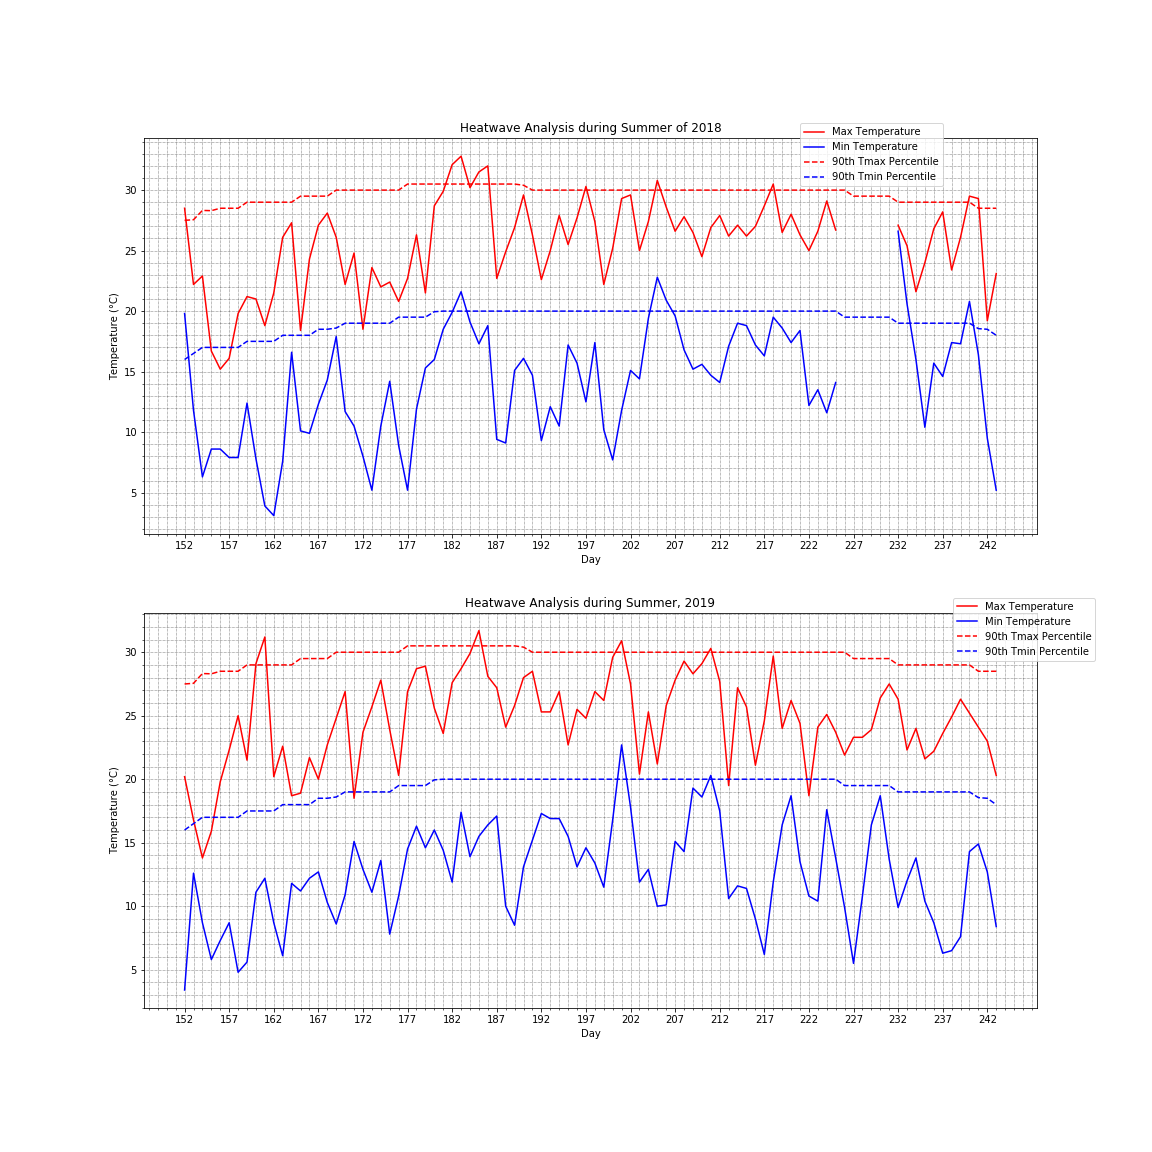 Heatwave Analysis during Summer of 2018
Max Temperature
Min Temperature
90th Tmax Percentile
90th Tmin Percentile
Temperature (°C)
30
25
20
15
10
5
152 157 162 167 172 177 182 187 192 197 202 207 212 217 222 227 232 237 242
Day
Heatwave Analysis during Summer, 2019
Max Temperature
Min Temperature
90th Tmax Percentile
90th Tmin Percentile
Temperature (°C)
30
25
20
15
10
5
152 157 162 167 172 177 182 187 192 197 202 207 212 217 222 227 232 237 242
Day